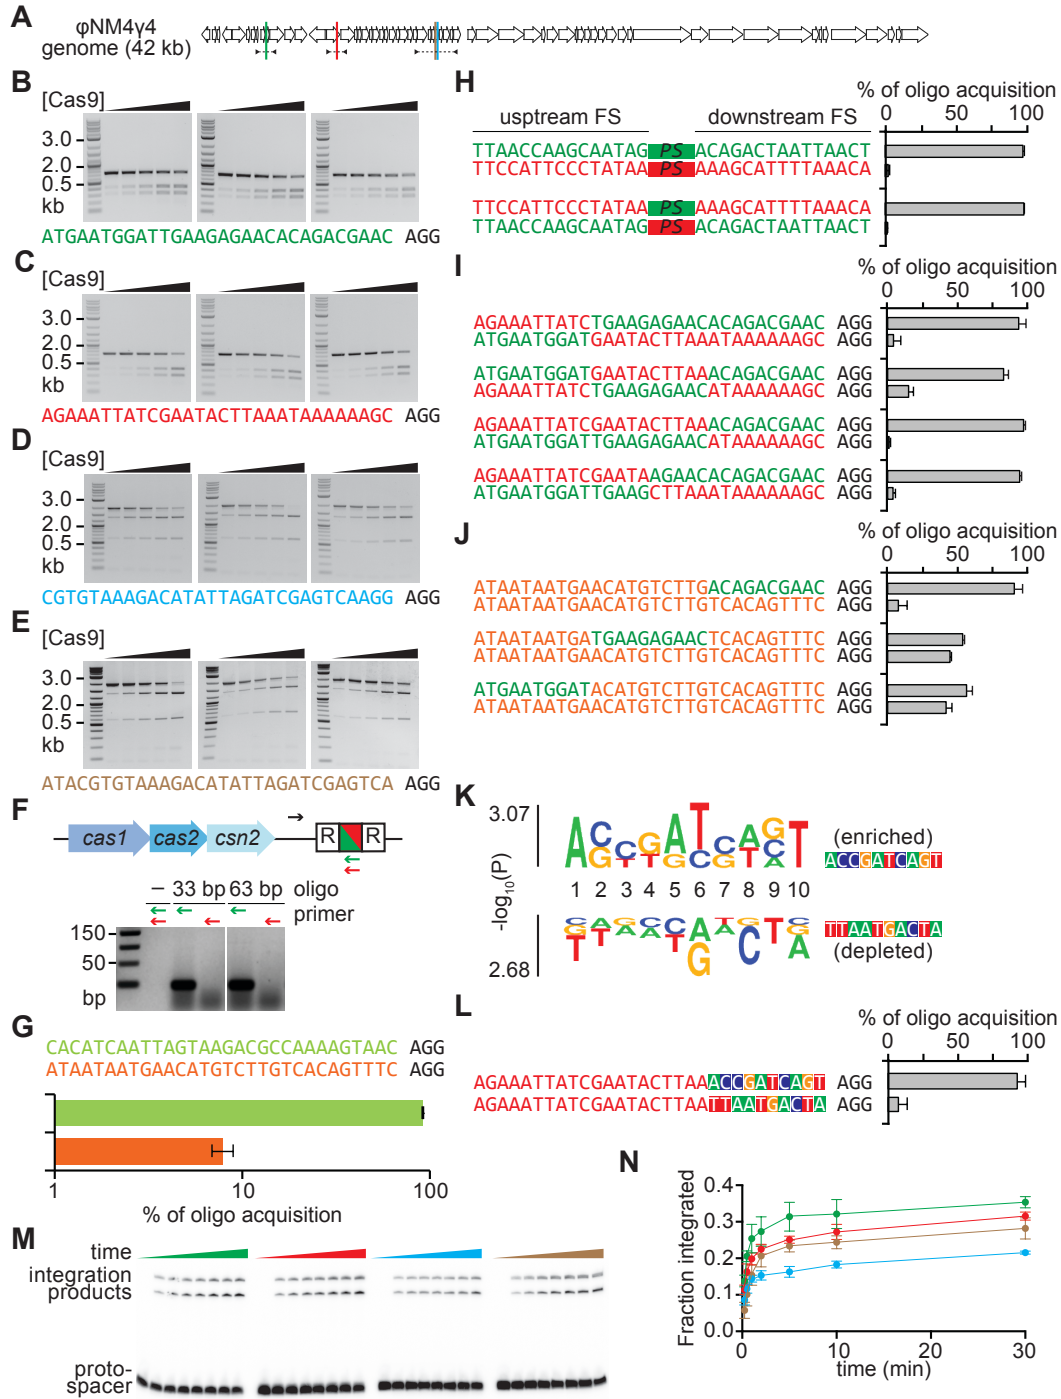 A
φNM4γ4
genome (42 kb)
B
[Cas9]
3.0
2.0
0.5
kb
ATGAATGGATTGAAGAGAACACAGACGAAC AGG
C
[Cas9]
3.0
2.0
0.5
kb
AGAAATTATCGAATACTTAAATAAAAAAGC AGG
D
[Cas9]
3.0
2.0
0.5
kb
CGTGTAAAGACATATTAGATCGAGTCAAGG AGG
E
[Cas9]
3.0
2.0
0.5
kb
ATACGTGTAAAGACATATTAGATCGAGTCA AGG
F
cas1 cas2 csn2 R R
– 33 bp 63 bp oligo
primer
150
50
bp
G
CACATCAATTAGTAAGACGCCAAAAGTAAC AGG
ATAATAATGAACATGTCTTGTCACAGTTTC AGG
1 10 100
% of oligo acquisition
H
% of oligo acquisition
0 50 100
usptream FS downstream FS
TTAACCAAGCAATAG PS ACAGACTAATTAACT
TTCCATTCCCTATAA PS AAAGCATTTTAAACA
TTCCATTCCCTATAA PS AAAGCATTTTAAACA
TTAACCAAGCAATAG PS ACAGACTAATTAACT
I
% of oligo acquisition
0 50 100
AGAAATTATCTGAAGAGAACACAGACGAAC AGG
ATGAATGGATGAATACTTAAATAAAAAAGC AGG
ATGAATGGATGAATACTTAAACAGACGAAC AGG
AGAAATTATCTGAAGAGAACATAAAAAAGC AGG
AGAAATTATCGAATACTTAAACAGACGAAC AGG
ATGAATGGATTGAAGAGAACATAAAAAAGC AGG
AGAAATTATCGAATAAGAACACAGACGAAC AGG
ATGAATGGATTGAAGCTTAAATAAAAAAGC AGG
J
% of oligo acquisition
0 50 100
ATAATAATGAACATGTCTTGACAGACGAAC AGG
ATAATAATGAACATGTCTTGTCACAGTTTC AGG
ATAATAATGATGAAGAGAACTCACAGTTTC AGG
ATAATAATGAACATGTCTTGTCACAGTTTC AGG
ATGAATGGATACATGTCTTGTCACAGTTTC AGG
ATAATAATGAACATGTCTTGTCACAGTTTC AGG
K
3.07
-log10(P)
2.68
1 2 3 4 5 6 7 8 9 10
(enriched)
ACCGATCAGT
TTAATGACTA
(depleted)
L
% of oligo acquisition
0 50 100
AGAAATTATCGAATACTTAAACCGATCAGT AGG
AGAAATTATCGAATACTTAATTAATGACTA AGG
M
time
integration
products
proto-
spacer
N
Fraction integrated
0.4
0.3
0.2
0.1
0.0
0 10 20 30
time (min)